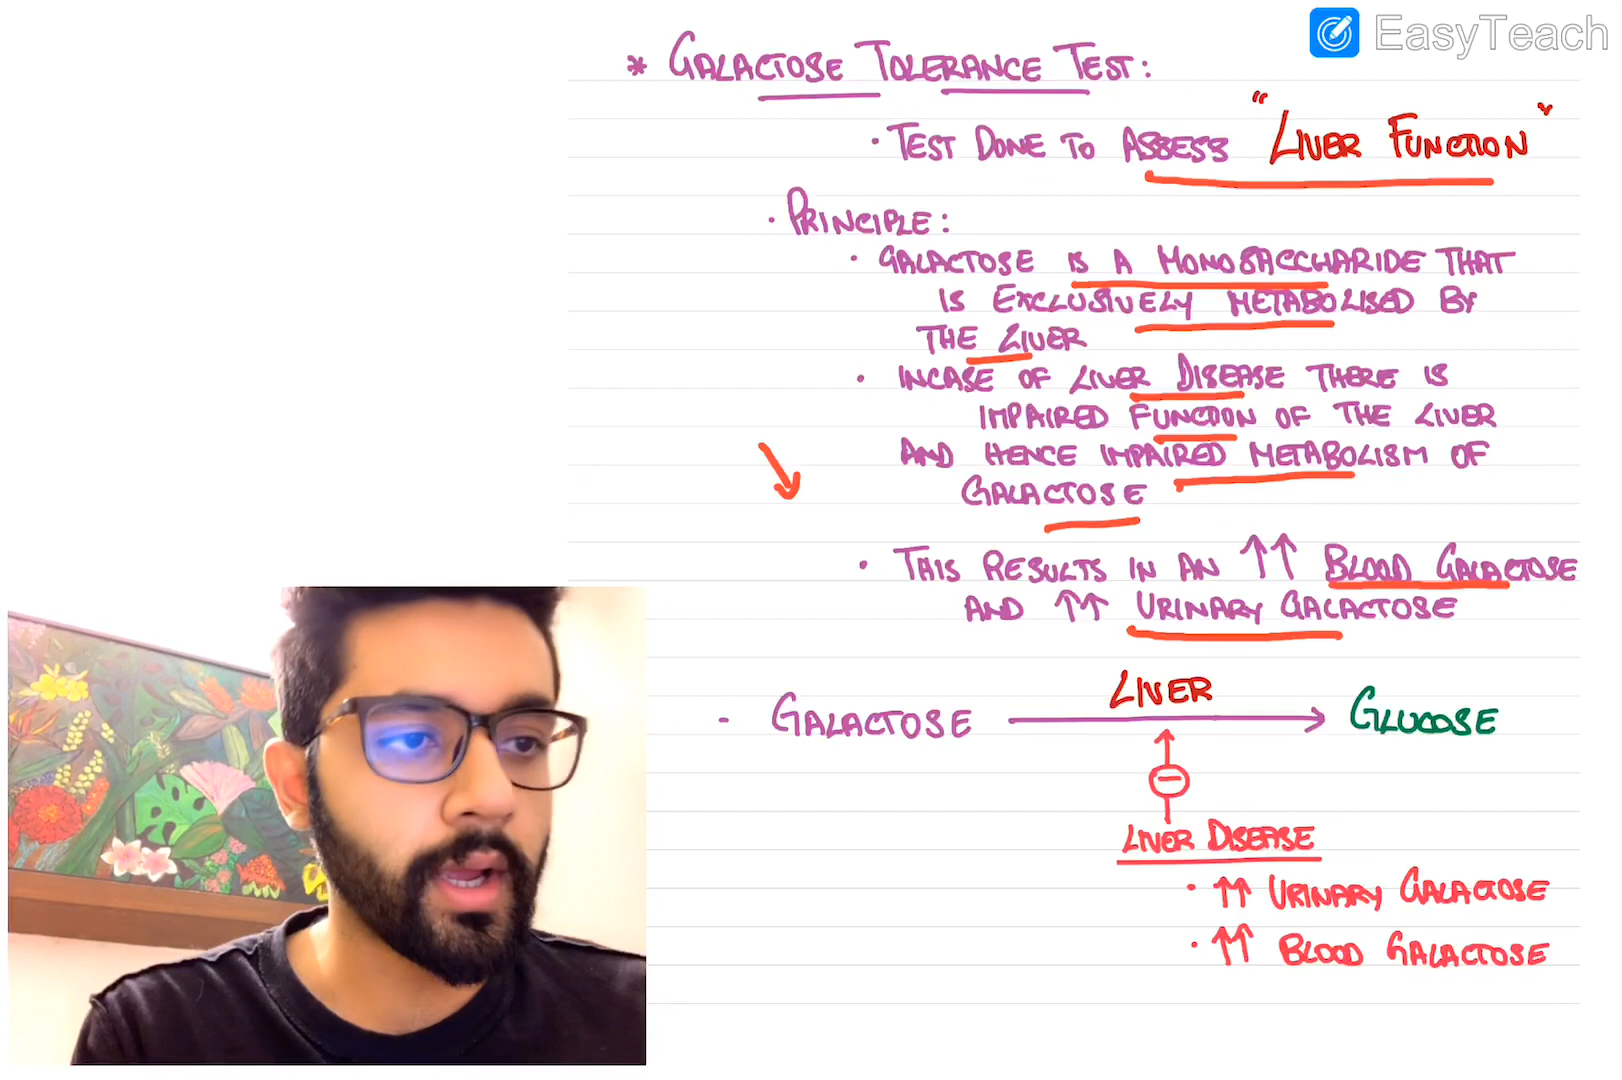 EasyTeach
* GALACTOSE TOLERANCE TEST:
· TEST DONE TO ASSESS "LIVER FUNCTION"
· PRINCIPLE:
· GALACTOSE IS A MONOSACCHARIDE THAT
IS EXCLUSIVELY METABOLISED BY
THE LIVER
· INCASE OF LIVER DISEASE THERE IS
IMPAIRED FUNCTION OF THE LIVER
AND HENCE IMPAIRED METABOLISM OF
GALACTOSE
· THIS RESULTS IN AN ↑↑ BLOOD GALACTOSE
AND ↑↑ URINARY GALACTOSE
LIVER
- GALACTOSE → GLUCOSE
LIVER DISEASE
· ↑↑ URINARY GALACTOSE
· ↑↑ BLOOD GALACTOSE